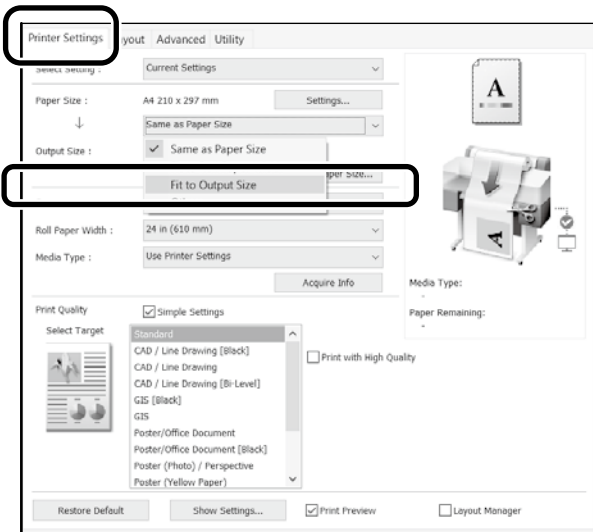 Printer Settings yout Advanced Utility
Select Setting : Current Settings
Paper Size : A4 210 x 297 mm Settings...
↓ Same as Paper Size
Output Size : ✓ Same as Paper Size
per Size...
Fit to Output Size
Roll Paper Width : 24 in (610 mm)
Media Type : Use Printer Settings
Acquire Info
A
A
Media Type:
-
Paper Remaining:
-
Print Quality Simple Settings
Select Target
Standard
CAD / Line Drawing [Black]
CAD / Line Drawing
CAD / Line Drawing [Bi-Level]
GIS [Black]
GIS
Poster/Office Document
Poster/Office Document [Black]
Poster (Photo) / Perspective
Poster (Yellow Paper)
Print with High Quality
Restore Default Show Settings... Print Preview Layout Manager